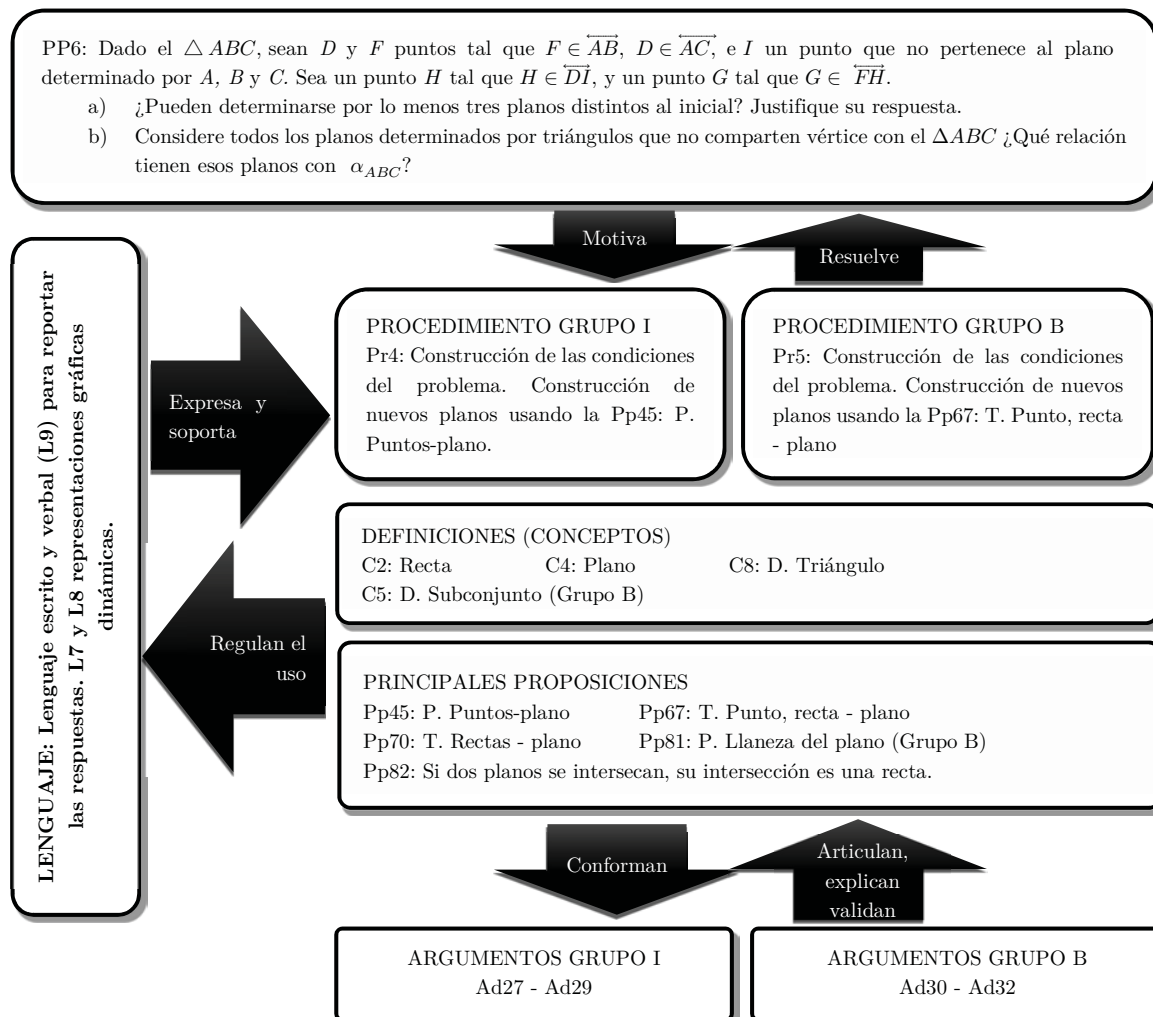 PP6: Dado el △ ABC, sean D y F puntos tal que F ∈ \overleftrightarrow{AB}, D ∈ \overleftrightarrow{AC}, e I un punto que no pertenece al plano
determinado por A, B y C. Sea un punto H tal que H ∈ \overleftrightarrow{DI}, y un punto G tal que G ∈ \overleftrightarrow{FH}.
a) ¿Pueden determinarse por lo menos tres planos distintos al inicial? Justifique su respuesta.
b) Considere todos los planos determinados por triángulos que no comparten vértice con el ΔABC ¿Qué relación
tienen esos planos con α_{ABC}?
Motiva
Resuelve
LENGUAJE: Lenguaje escrito y verbal (L9) para reportar
las respuestas. L7 y L8 representaciones gráficas
dinámicas.
Expresa y
soporta
PROCEDIMIENTO GRUPO I
Pr4: Construcción de las condiciones
del problema. Construcción de
nuevos planos usando la Pp45: P.
Puntos-plano.
PROCEDIMIENTO GRUPO B
Pr5: Construcción de las condiciones
del problema. Construcción de nuevos
planos usando la Pp67: T. Punto, recta
- plano
DEFINICIONES (CONCEPTOS)
C2: Recta C4: Plano C8: D. Triángulo
C5: D. Subconjunto (Grupo B)
Regulan el
uso
PRINCIPALES PROPOSICIONES
Pp45: P. Puntos-plano Pp67: T. Punto, recta - plano
Pp70: T. Rectas - plano Pp81: P. Llaneza del plano (Grupo B)
Pp82: Si dos planos se intersecan, su intersección es una recta.
Conforman
Articulan,
explican
validan
ARGUMENTOS GRUPO I
Ad27 - Ad29
ARGUMENTOS GRUPO B
Ad30 - Ad32